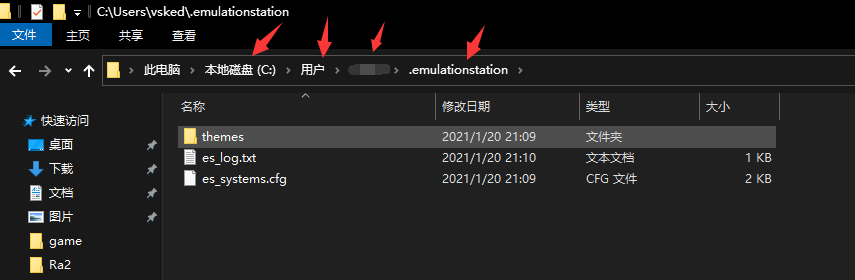 C:\Users\vsked\.emulationstation
文件 主页 共享 查看
此电脑 本地磁盘 (C:) 用户 .emulationstation
名称 修改日期 类型 大小
快速访问
桌面
下载
文档
图片
game
Ra2
themes 2021/1/20 21:09 文件夹
es_log.txt 2021/1/20 21:10 文本文档 1 KB
es_systems.cfg 2021/1/20 21:09 CFG 文件 2 KB